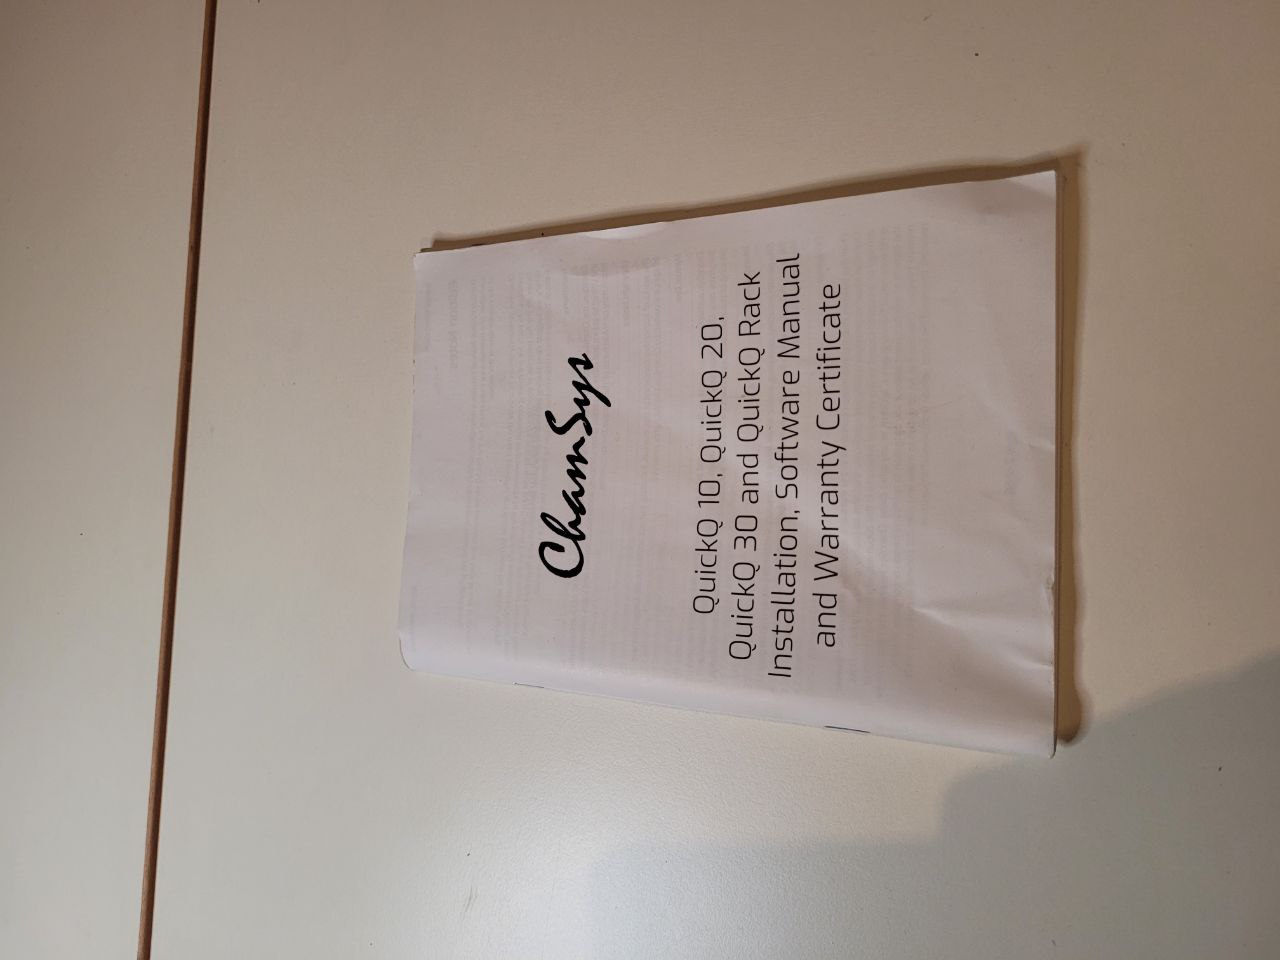 ChamSys
QuickQ 10, QuickQ 20,
QuickQ 30 and QuickQ Rack
Installation, Software Manual
and Warranty Certificate